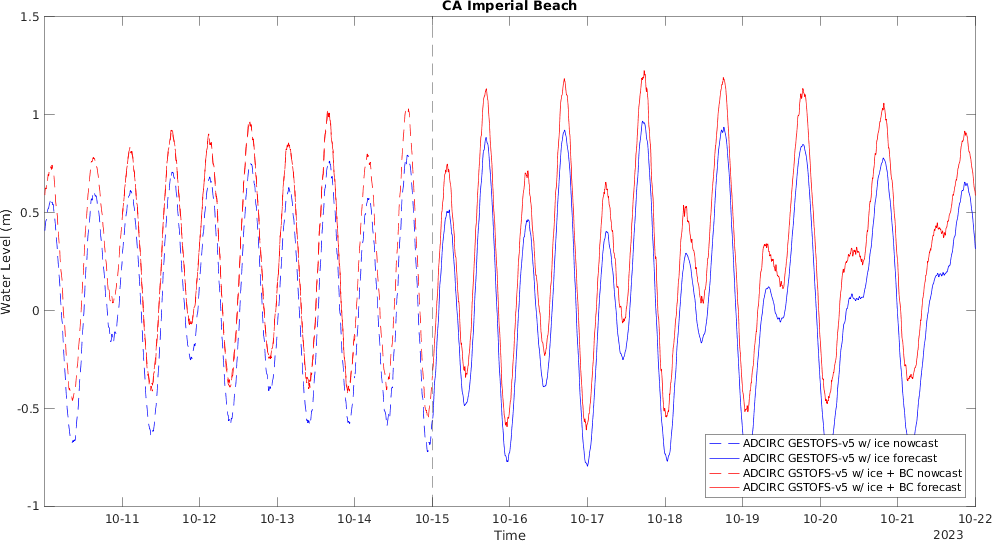 CA Imperial Beach
1.5
1
0.5
0
-0.5
-1
Water Level (m)
10-11 10-12 10-13 10-14 10-15 10-16 10-17 10-18 10-19 10-20 10-21 10-22
Time
2023
ADCIRC GESTOFS-v5 w/ ice nowcast
ADCIRC GESTOFS-v5 w/ ice forecast
ADCIRC GSTOFS-v5 w/ ice + BC nowcast
ADCIRC GSTOFS-v5 w/ ice + BC forecast